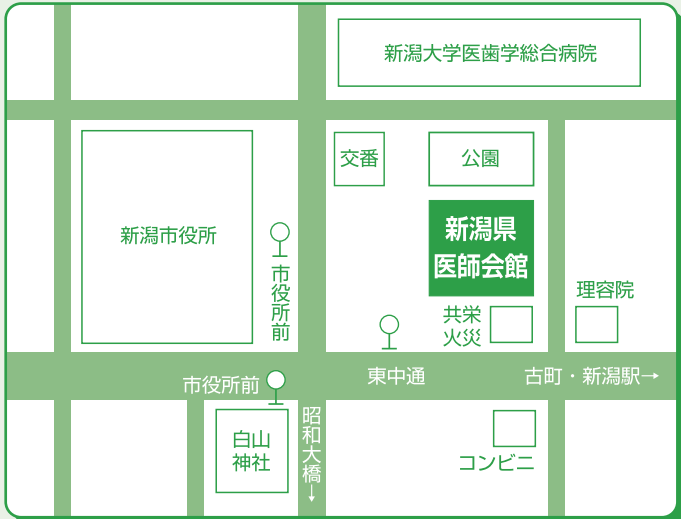 新潟大学医歯学総合病院
交番
公園
新潟市役所
新潟県
医師会館
市役所前
理容院
共栄
火災
東中通
古町・新潟駅→
市役所前
昭和大橋→
白山
神社
コンビニ